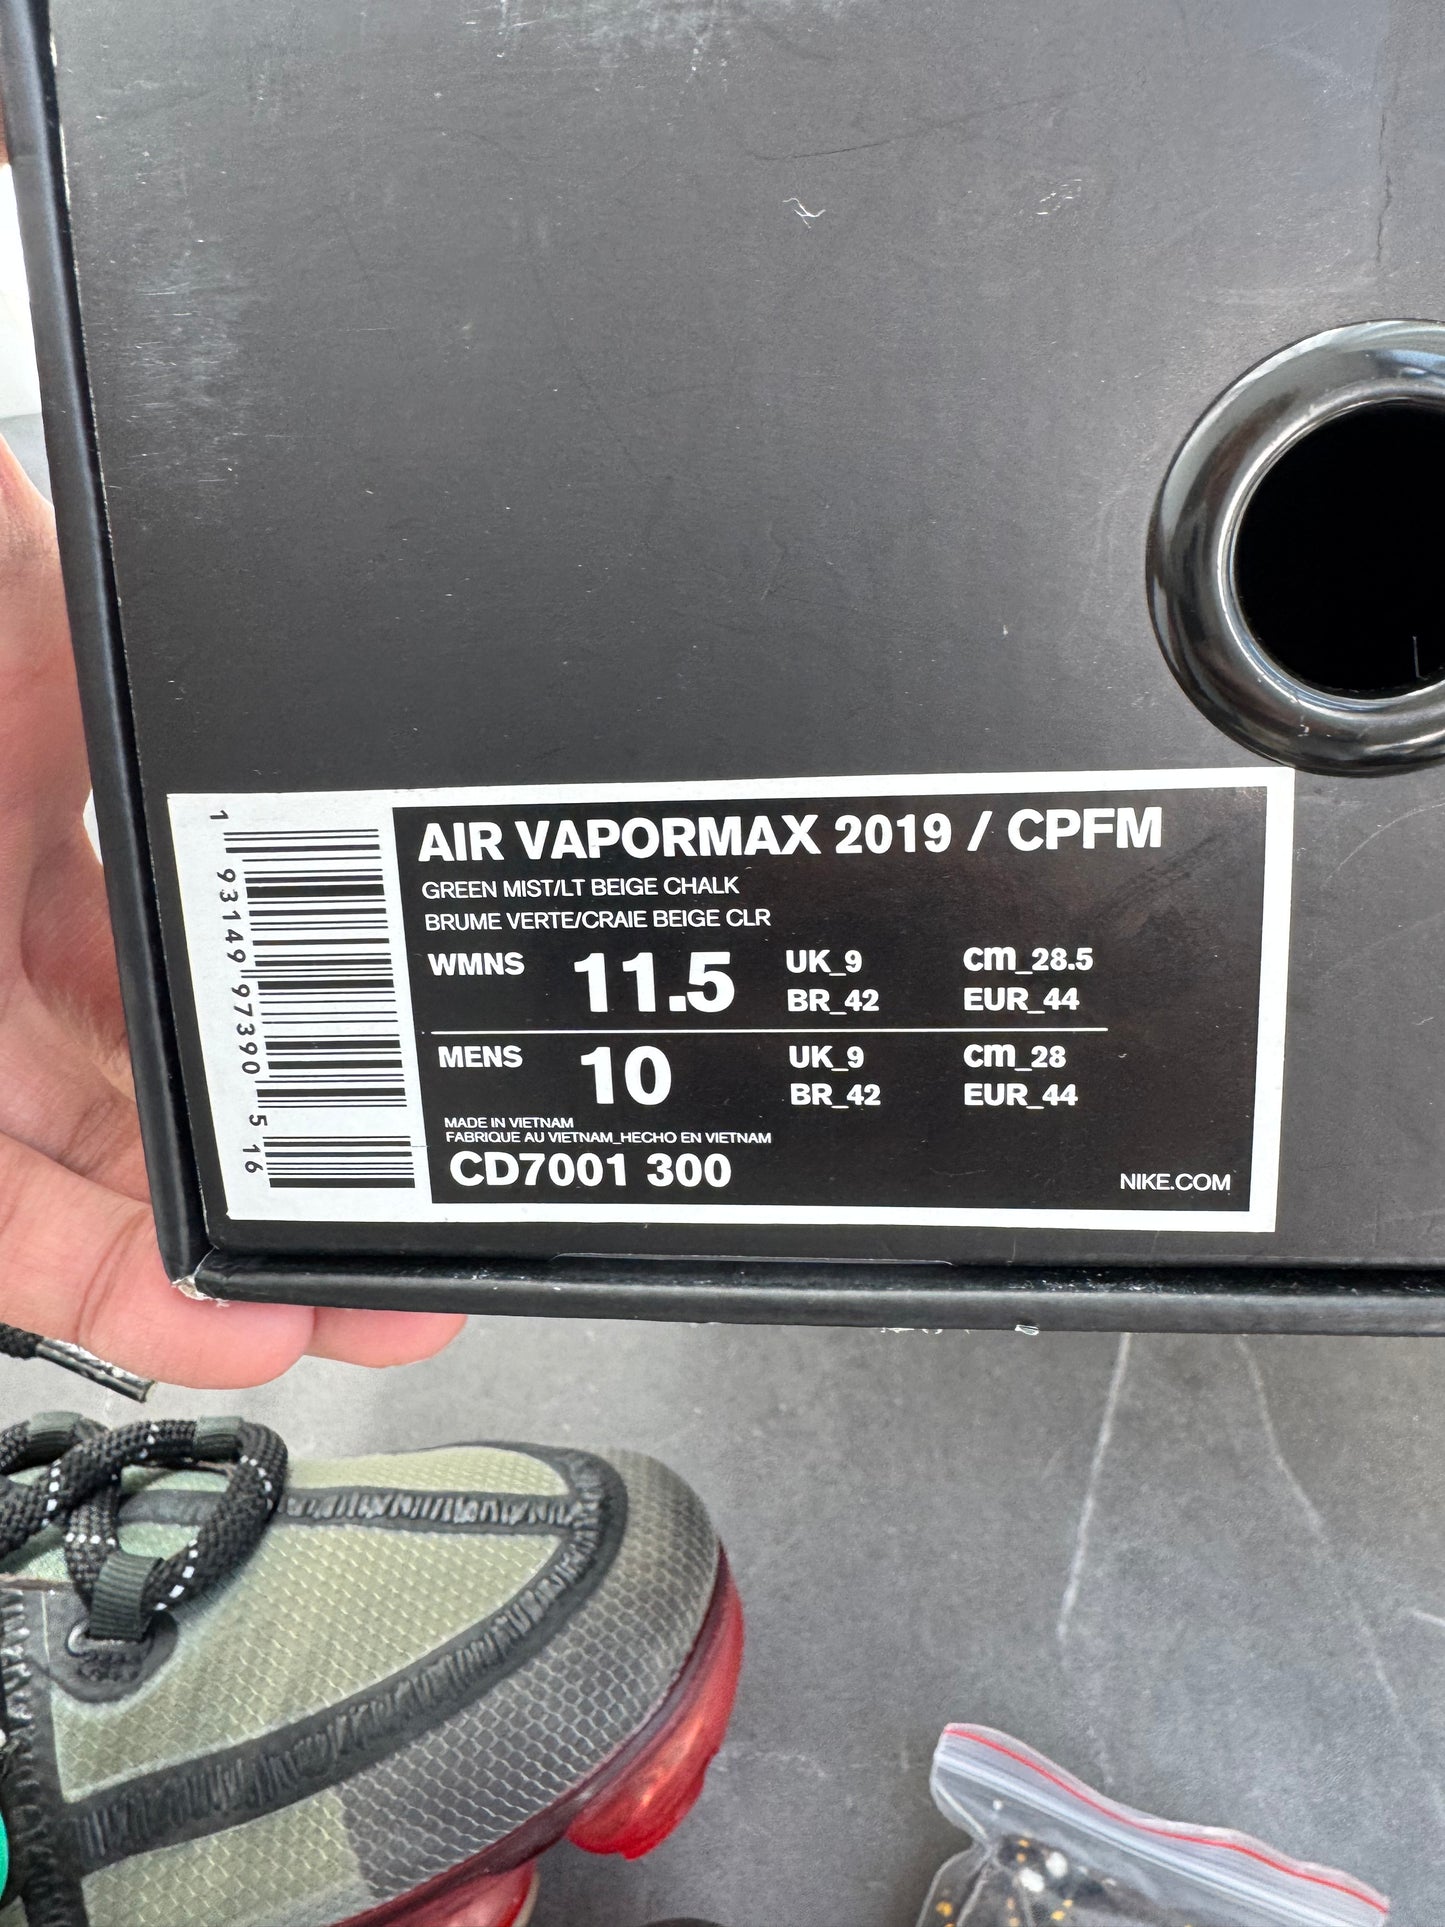 AIR VAPORMAX 2019 / CPFM
GREEN MIST/LT BEIGE CHALK
BRUME VERTE/CRAIE BEIGE CLR
WMNS 11.5 UK_9 cm_28.5
BR_42 EUR_44
MENS 10 UK_9 cm_28
BR_42 EUR_44
MADE IN VIETNAM
FABRIQUE AU VIETNAM_HECHO EN VIETNAM
CD7001 300
NIKE.COM
1 93149 97390 5 16